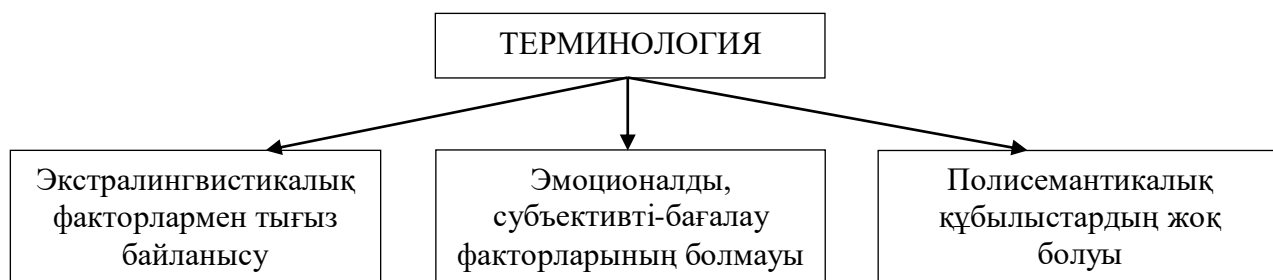 ТЕРМИНОЛОГИЯ
Экстралингвистикалық
факторлармен тығыз
байланысу
Эмоционалды,
субъективті-бағалау
факторларының болмауы
Полисемантикалық
құбылыстардың жоқ
болуы